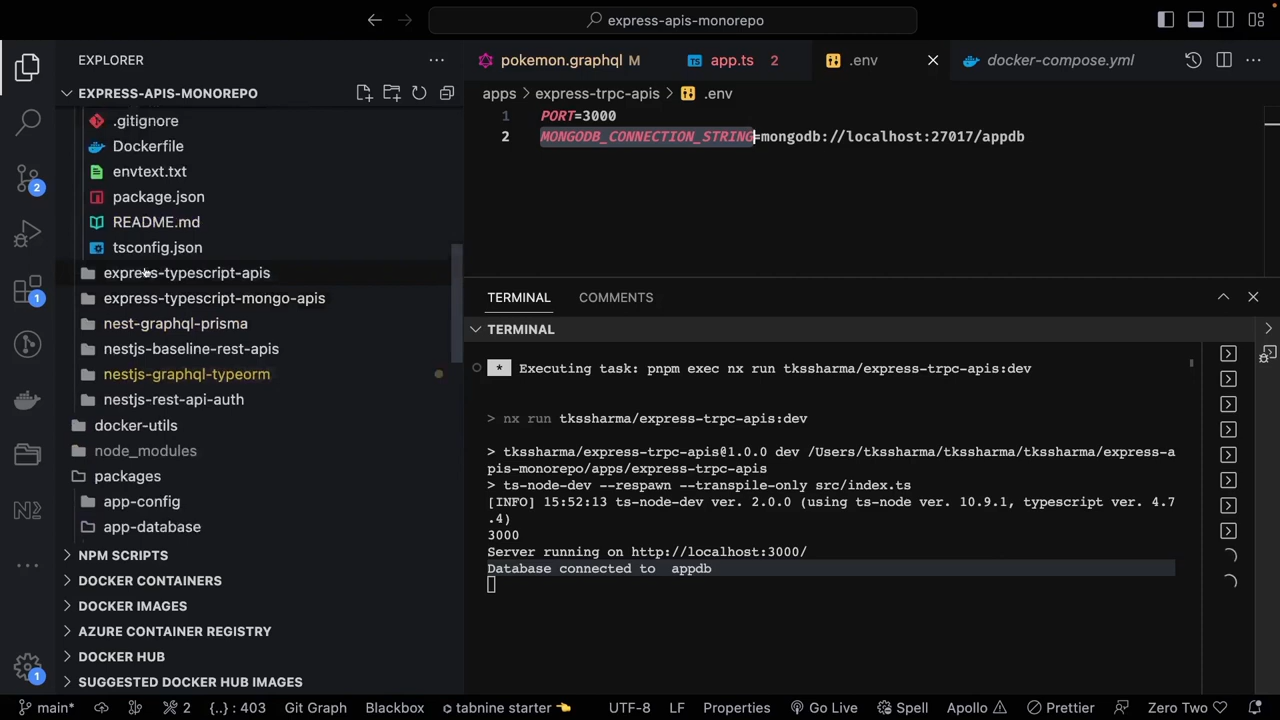 express-apis-monorepo
EXPLORER
EXPRESS-APIS-MONOREPO
.gitignore
Dockerfile
envtext.txt
package.json
README.md
tsconfig.json
express-typescript-apis
express-typescript-mongo-apis
nest-graphql-prisma
nestjs-baseline-rest-apis
nestjs-graphql-typeorm
nestjs-rest-api-auth
docker-utils
node_modules
packages
app-config
app-database
NPM SCRIPTS
DOCKER CONTAINERS
DOCKER IMAGES
AZURE CONTAINER REGISTRY
DOCKER HUB
SUGGESTED DOCKER HUB IMAGES
2
1
1
pokemon.graphql M
TS app.ts 2
.env
docker-compose.yml
apps > express-trpc-apis > .env
1 PORT=3000
2 MONGODB_CONNECTION_STRING=mongodb://localhost:27017/appdb
TERMINAL COMMENTS
TERMINAL
* Executing task: pnpm exec nx run tkssharma/express-trpc-apis:dev
> nx run tkssharma/express-trpc-apis:dev
> tkssharma/express-trpc-apis@1.0.0 dev /Users/tkssharma/tkssharma/tkssharma/express-a
pis-monorepo/apps/express-trpc-apis
> ts-node-dev --respawn --transpile-only src/index.ts
[INFO] 15:52:13 ts-node-dev ver. 2.0.0 (using ts-node ver. 10.9.1, typescript ver. 4.7
.4)
3000
Server running on http://localhost:3000/
Database connected to  appdb
main* 2 {..} : 403 Git Graph Blackbox tabnine starter UTF-8 LF Properties Go Live Spell Apollo Prettier Zero Two